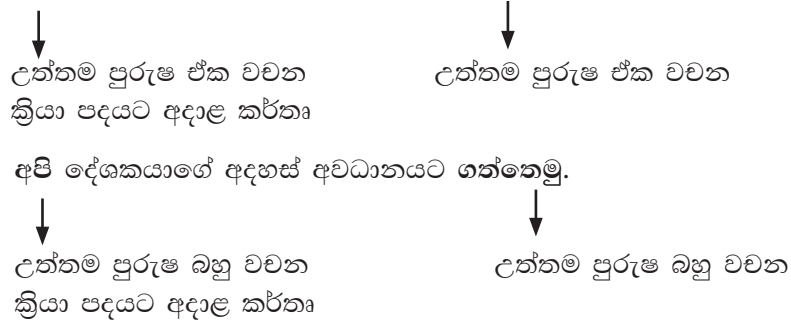 උත්තම පුරුෂ ඒක වචන උත්තම පුරුෂ ඒක වචන
ක්‍රියා පදයට අදාළ කර්තෘ
අපි දේශකයාගේ අදහස් අවධානයට ගත්තෙමු.
උත්තම පුරුෂ බහු වචන උත්තම පුරුෂ බහු වචන
ක්‍රියා පදයට අදාළ කර්තෘ